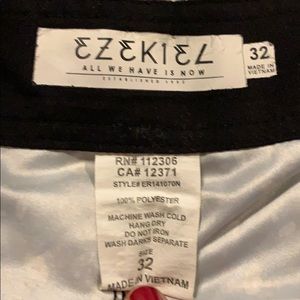 EZEKIEL
ALL WE HAVE IS NOW
ESTABLISHED
32
MADE IN
VIETNAM
RN# 112306
CA# 12371
STYLE# ER141070N
100% POLYESTER
MACHINE WASH COLD
HANG DRY
DO NOT IRON
WASH DARKS SEPARATE
SIZE
32
MADE IN VIETNAM